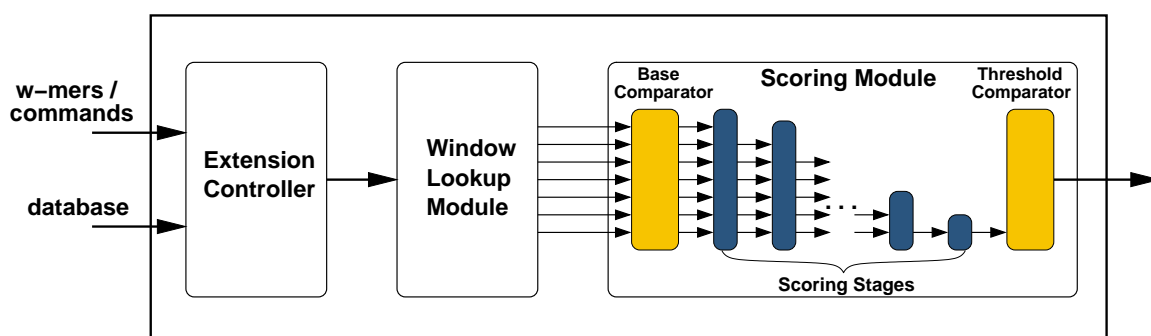 w−mers /
commands
database
Extension
Controller
Window
Lookup
Module
Scoring Module
Base
Comparator
Threshold
Comparator
. . .
Scoring Stages